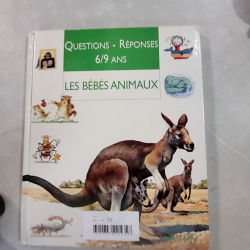 QUESTIONS - RÉPONSES
6/9 ANS
LES BÉBÉS ANIMAUX